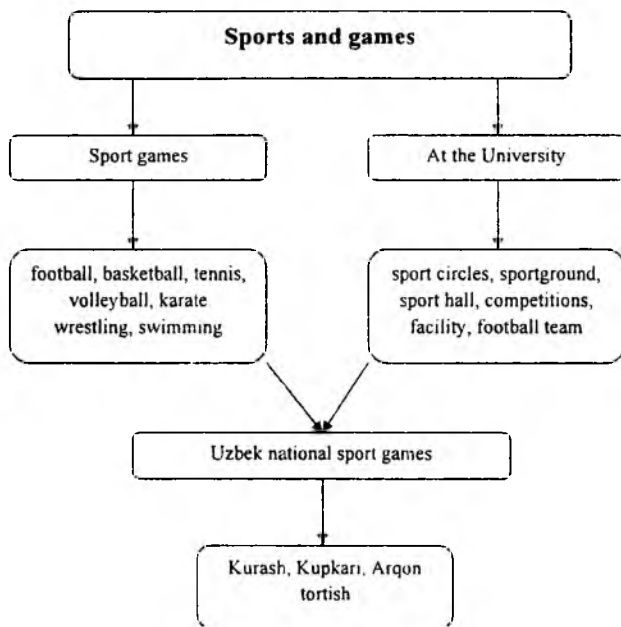 Sports and games
Sport games
At the University
football, basketball, tennis,
volleyball, karate
wrestling, swimming
sport circles, sportground,
sport hall, competitions,
facility, football team
Uzbek national sport games
Kurash, Kupkari, Arqon
tortish